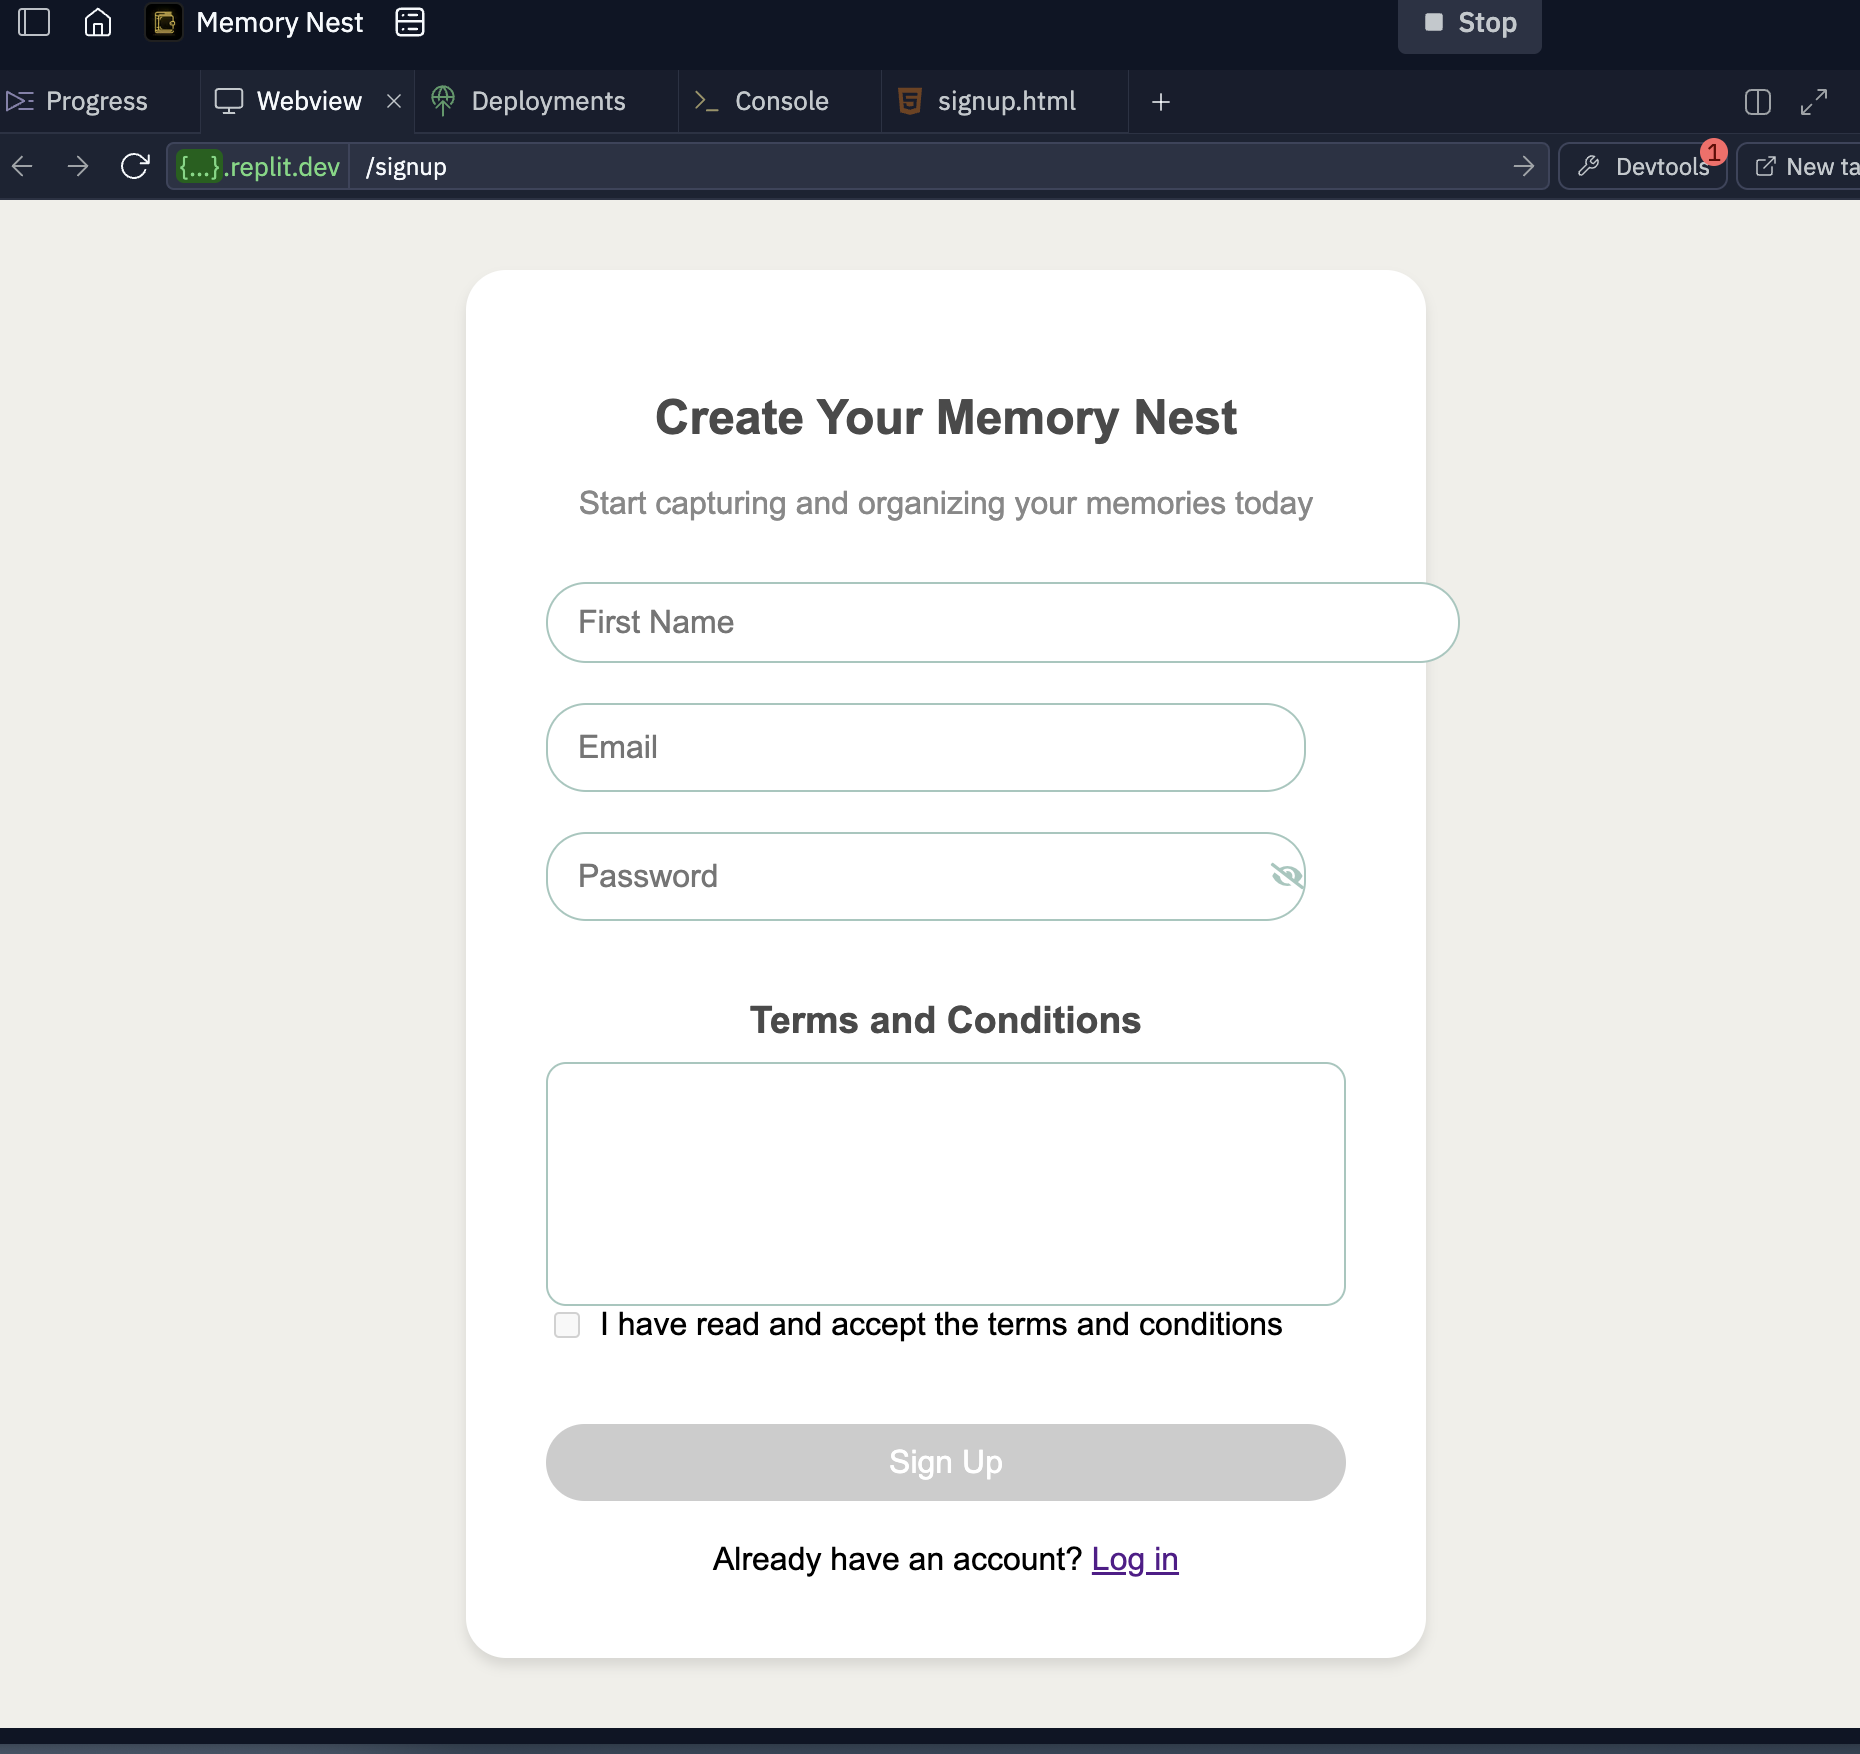 Memory Nest
Stop
Progress
Webview
Deployments
Console
signup.html
{...}.replit.dev
/signup
Devtools
1
New ta
Create Your Memory Nest
Start capturing and organizing your memories today
First Name
Email
Password
Terms and Conditions
I have read and accept the terms and conditions
Sign Up
Already have an account? Log in